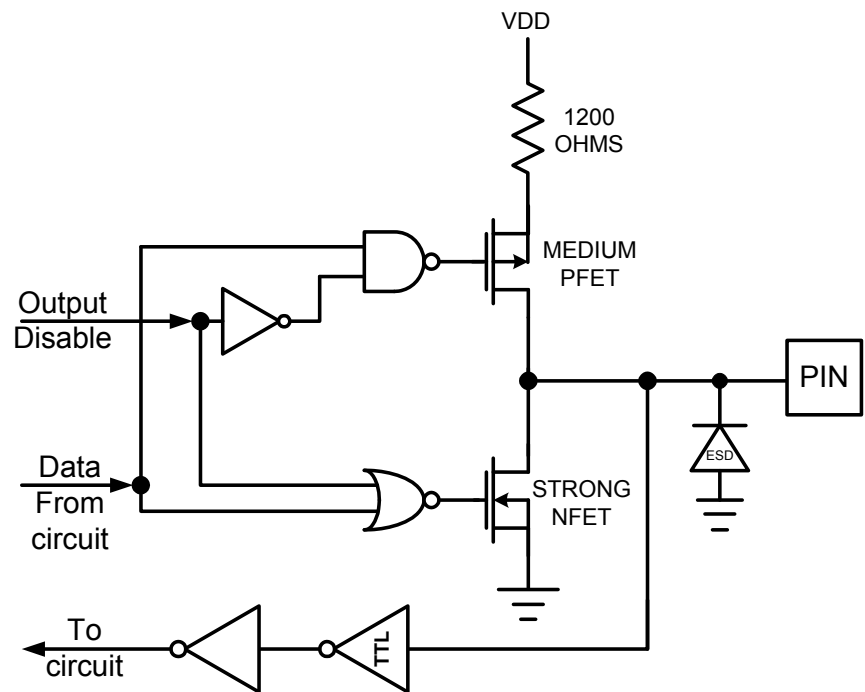 VDD
1200
OHMS
MEDIUM
PFET
Output
Disable
PIN
ESD
Data
From
circuit
STRONG
NFET
To
circuit
TTL